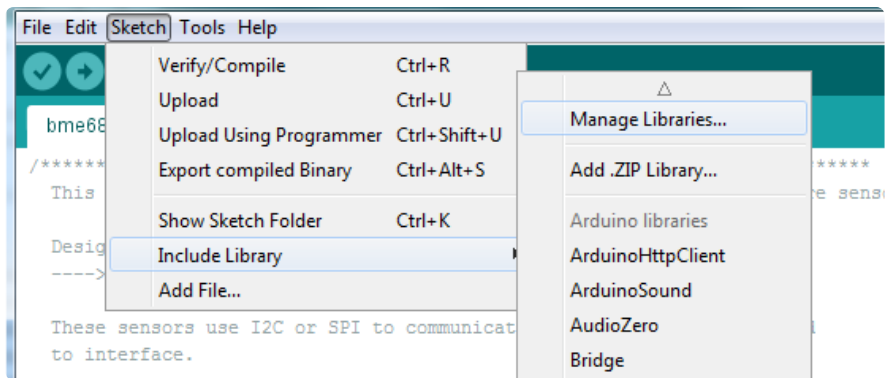 File Edit Sketch Tools Help
Verify/Compile Ctrl+R
Upload Ctrl+U
Upload Using Programmer Ctrl+Shift+U
Export compiled Binary Ctrl+Alt+S
Show Sketch Folder Ctrl+K
Include Library
Add File...
Manage Libraries...
Add .ZIP Library...
Arduino libraries
ArduinoHttpClient
ArduinoSound
AudioZero
Bridge
bme68
/******* *****
This re sens
Desig
---->
These sensors use I2C or SPI to communicat
to interface.